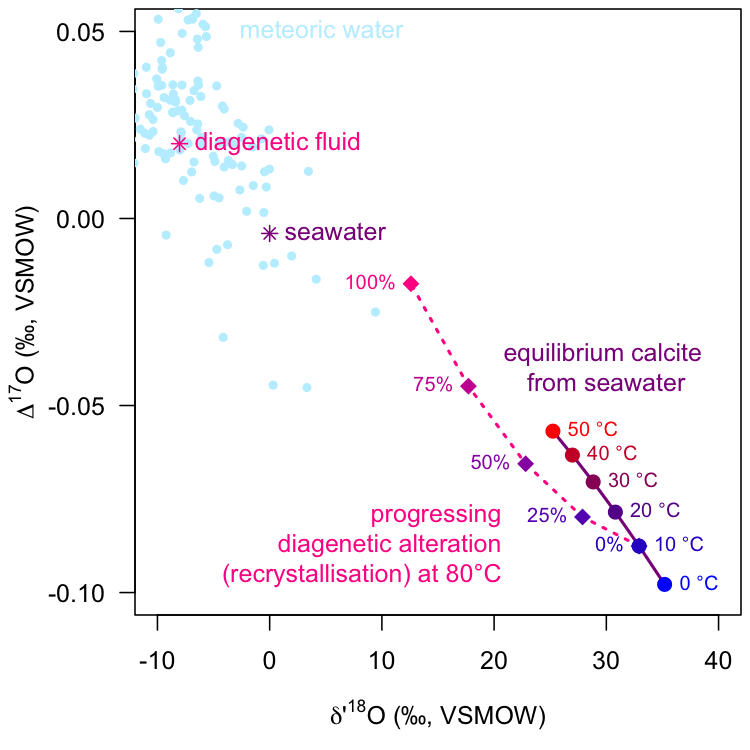 0.05
meteoric water
diagenetic fluid
0.00
seawater
100%
equilibrium calcite
from seawater
75%
-0.05
50 °C
40 °C
50%
30 °C
20 °C
25%
progressing
diagenetic alteration
(recrystallisation) at 80°C
0%
10 °C
0 °C
-0.10
Δ¹⁷O (‰, VSMOW)
-10 0 10 20 30 40
δ'¹⁸O (‰, VSMOW)